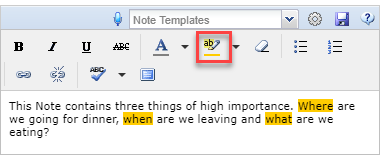 Note Templates
B I U ABC A ab
ABC
This Note contains three things of high importance. Where are
we going for dinner, when are we leaving and what are we
eating?